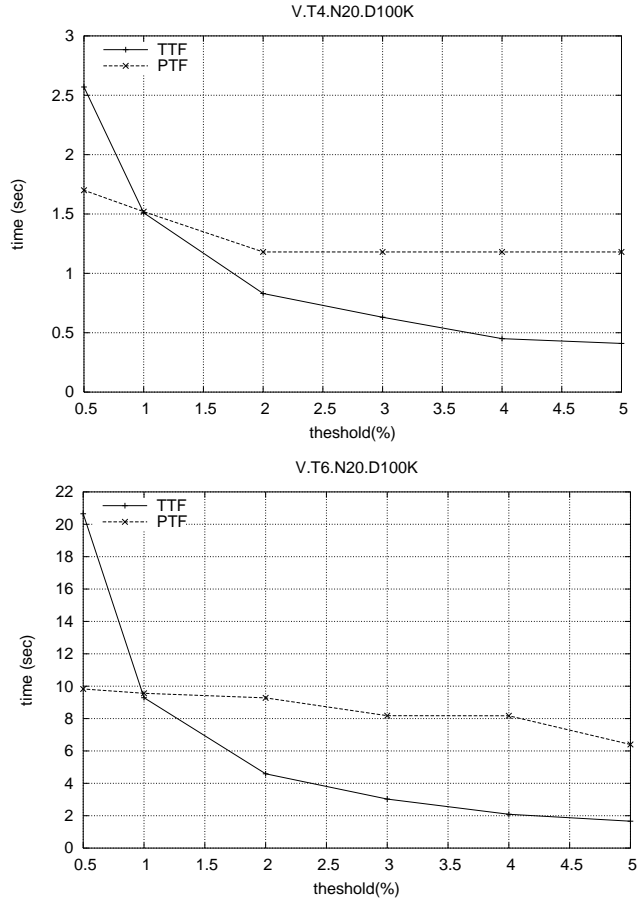 V.T4.N20.D100K
3
2.5
2
1.5
1
0.5
0
TTF
PTF
time (sec)
0.5 1 1.5 2 2.5 3 3.5 4 4.5 5
theshold(%)
V.T6.N20.D100K
22
20
18
16
14
12
10
8
6
4
2
0
TTF
PTF
time (sec)
0.5 1 1.5 2 2.5 3 3.5 4 4.5 5
theshold(%)